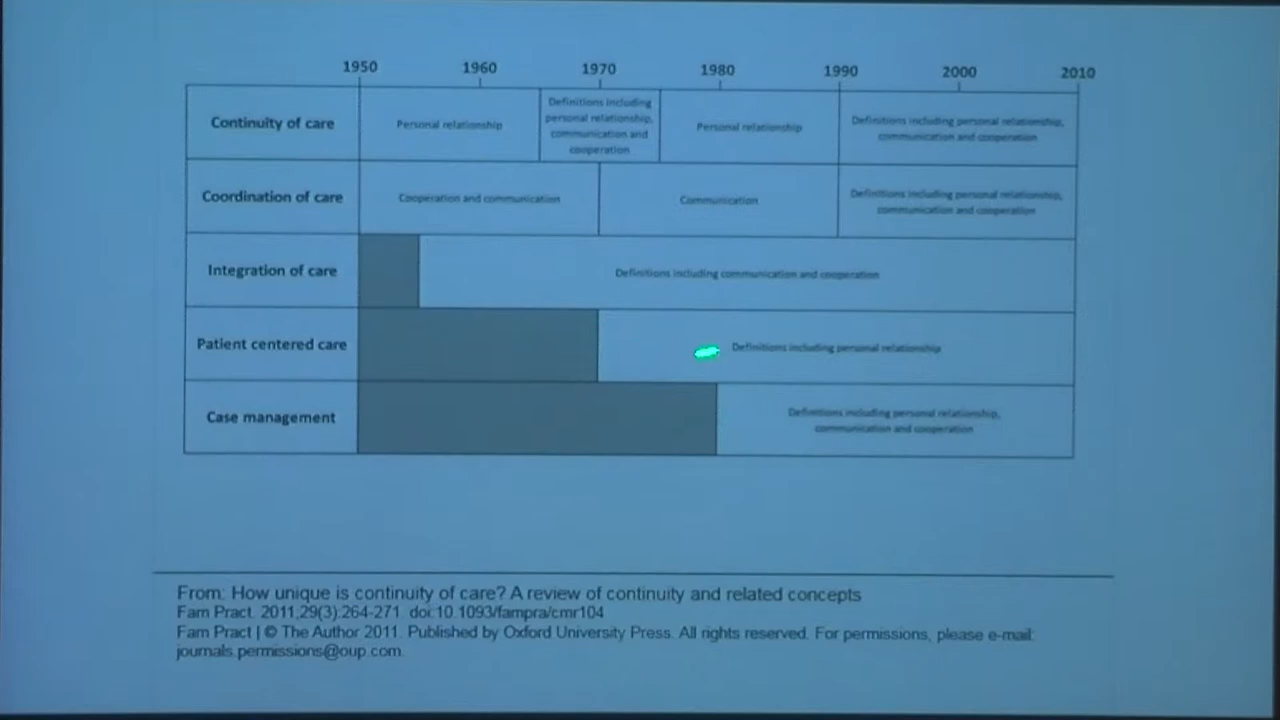 1950 1960 1970 1980 1990 2000 2010
Continuity of care
Personal relationship
Definitions including
personal relationship,
communication and
cooperation
Personal relationship
Definitions including personal relationship,
communication and cooperation
Coordination of care
Cooperation and communication
Communication
Definitions including personal relationship,
communication and cooperation
Integration of care
Definitions including communication and cooperation
Patient centered care
Definitions including personal relationship
Case management
Definitions including personal relationship,
communication and cooperation
From: How unique is continuity of care? A review of continuity and related concepts
Fam Pract. 2011;29(3):264-271. doi:10.1093/fampra/cmr104
Fam Pract | © The Author 2011. Published by Oxford University Press. All rights reserved. For permissions, please e-mail:
journals.permissions@oup.com.